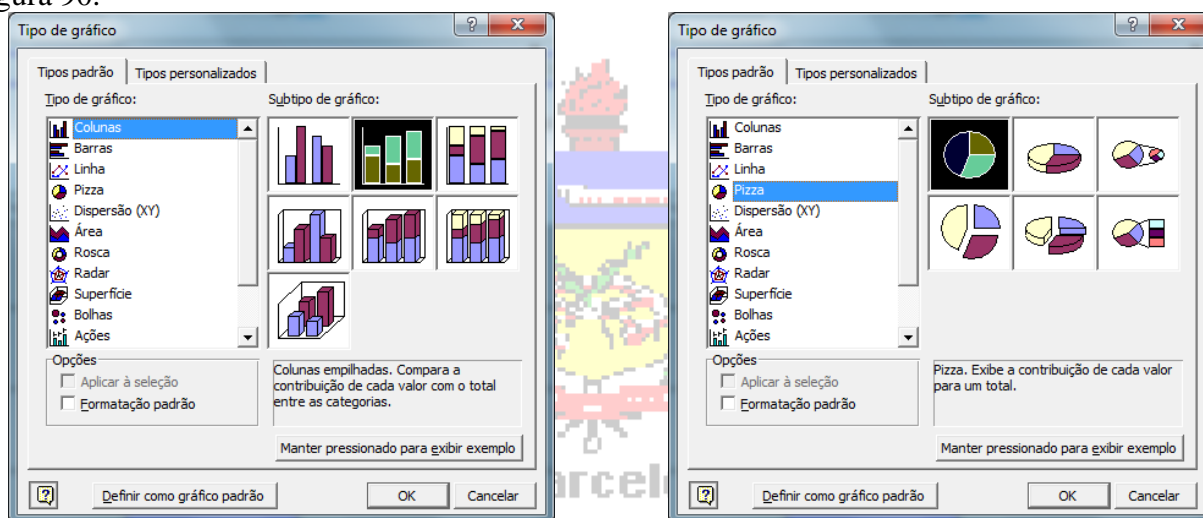 gura 90.
Tipo de gráfico
Tipos padrão
Tipos personalizados
Tipo de gráfico:
Subtipo de gráfico:
Colunas
Barras
Linha
Pizza
Dispersão (XY)
Área
Rosca
Radar
Superfície
Bolhas
Ações
Opções
Aplicar à seleção
Formatação padrão
Colunas empilhadas. Compara a
contribuição de cada valor com o total
entre as categorias.
Manter pressionado para exibir exemplo
Definir como gráfico padrão
OK
Cancelar
Tipo de gráfico
Tipos padrão
Tipos personalizados
Tipo de gráfico:
Subtipo de gráfico:
Colunas
Barras
Linha
Pizza
Dispersão (XY)
Área
Rosca
Radar
Superfície
Bolhas
Ações
Opções
Aplicar à seleção
Formatação padrão
Pizza. Exibe a contribuição de cada valor
para um total.
Manter pressionado para exibir exemplo
Definir como gráfico padrão
OK
Cancelar
arcel